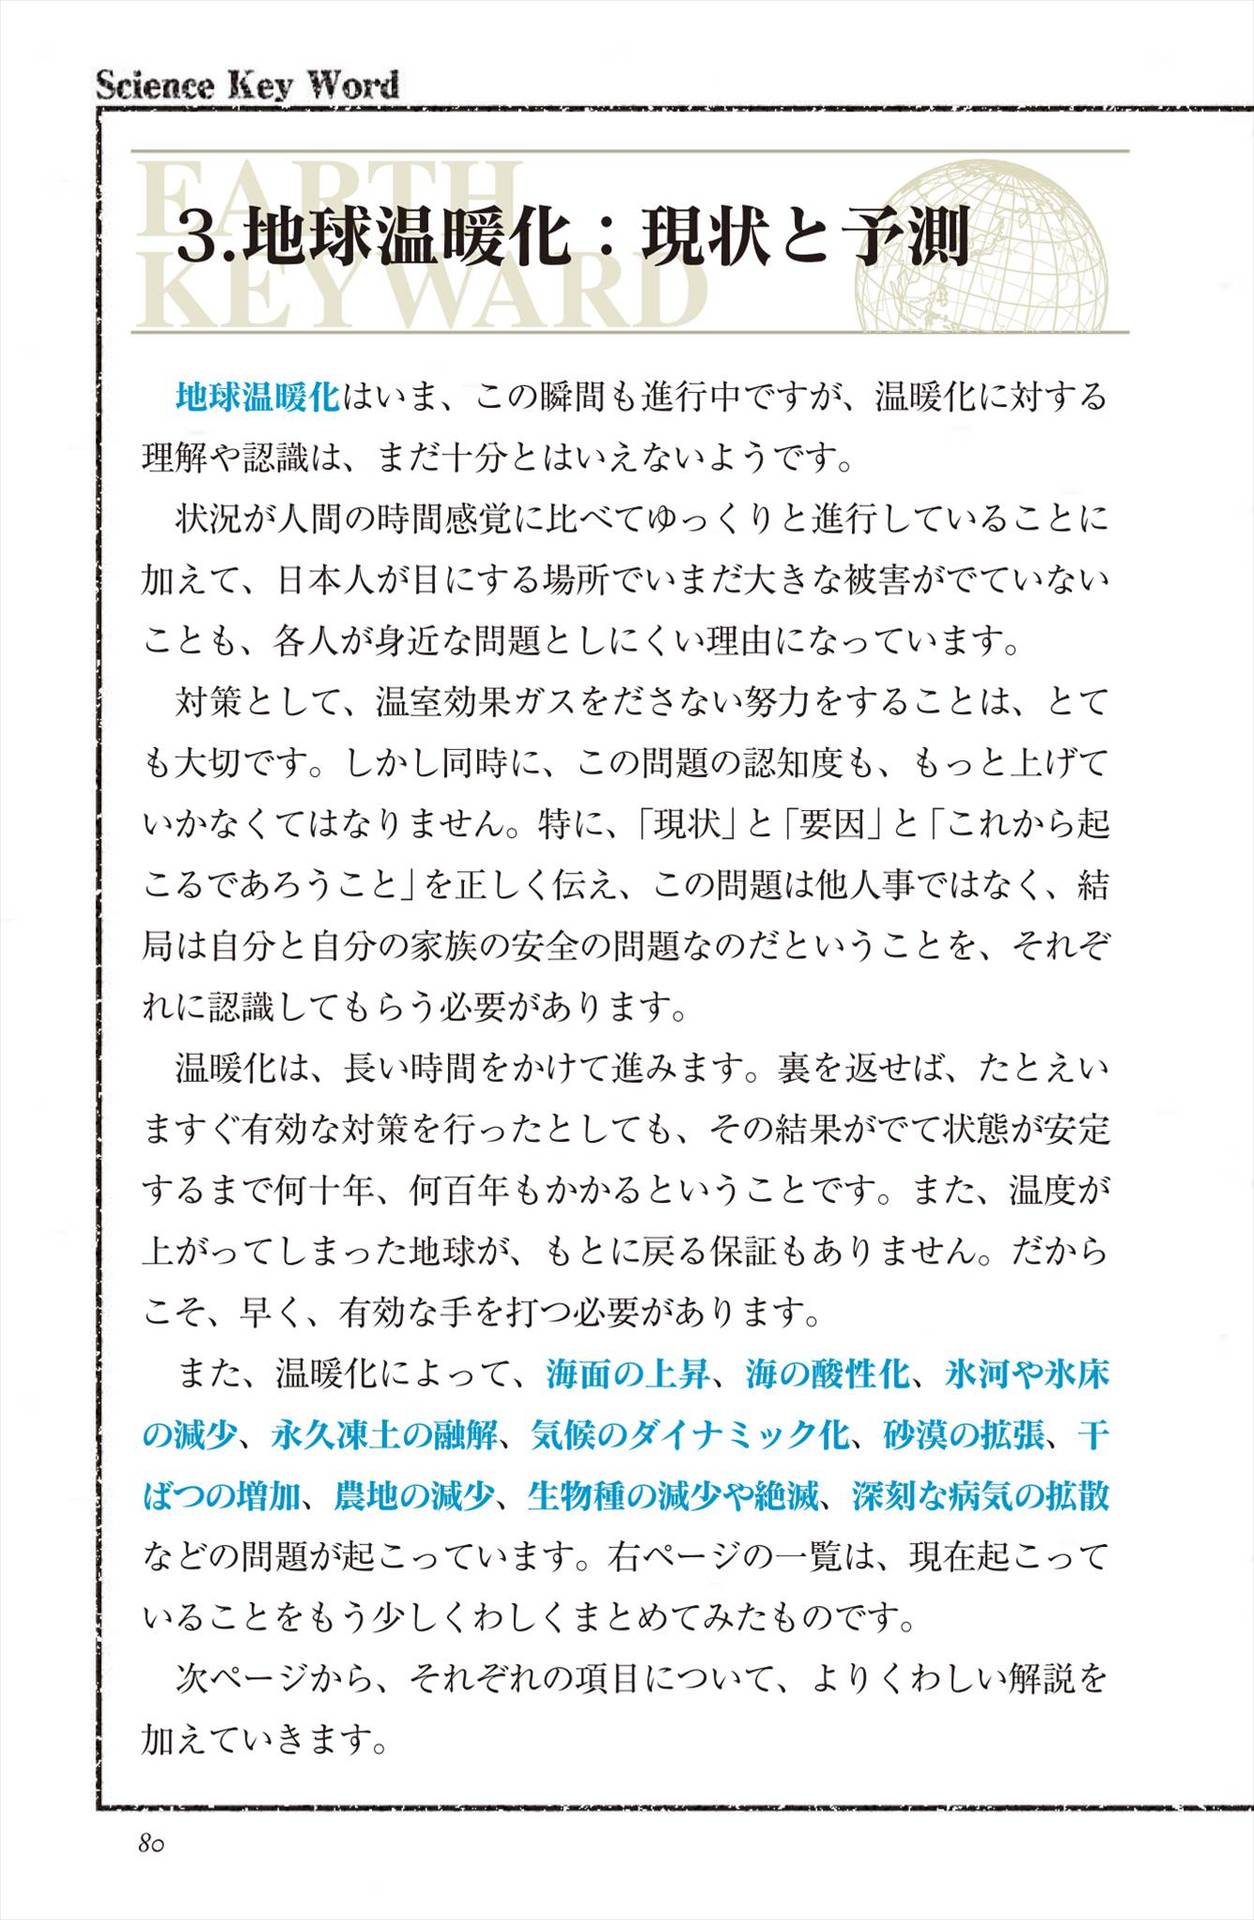 Science Key Word
EARTH
KEYWARD
3.地球温暖化：現状と予測
地球温暖化はいま、この瞬間も進行中ですが、温暖化に対する
理解や認識は、まだ十分とはいえないようです。
状況が人間の時間感覚に比べてゆっくりと進行していることに
加えて、日本人が目にする場所でいまだ大きな被害がでていない
ことも、各人が身近な問題としにくい理由になっています。
対策として、温室効果ガスをださない努力をすることは、とて
も大切です。しかし同時に、この問題の認知度も、もっと上げて
いかなくてはなりません。特に、「現状」と「要因」と「これから起
こるであろうこと」を正しく伝え、この問題は他人事ではなく、結
局は自分と自分の家族の安全の問題なのだということを、それぞ
れに認識してもらう必要があります。
温暖化は、長い時間をかけて進みます。裏を返せば、たとえい
ますぐ有効な対策を行ったとしても、その結果がでて状態が安定
するまで何十年、何百年もかかるということです。また、温度が
上がってしまった地球が、もとに戻る保証もありません。だから
こそ、早く、有効な手を打つ必要があります。
また、温暖化によって、海面の上昇、海の酸性化、氷河や氷床
の減少、永久凍土の融解、気候のダイナミック化、砂漠の拡張、干
ばつの増加、農地の減少、生物種の減少や絶滅、深刻な病気の拡散
などの問題が起こっています。右ページの一覧は、現在起こって
いることをもう少しくわしくまとめてみたものです。
次ページから、それぞれの項目について、よりくわしい解説を
加えていきます。
80